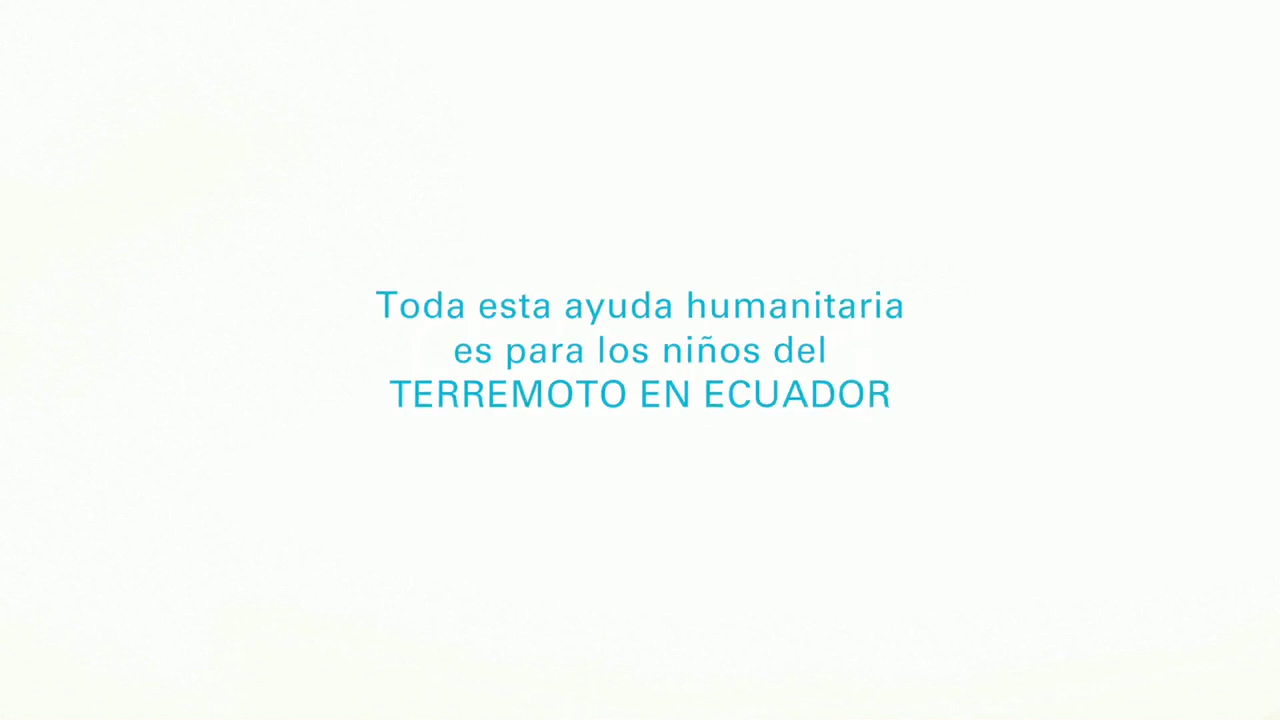 Toda esta ayuda humanitaria
es para los niños del
TERREMOTO EN ECUADOR